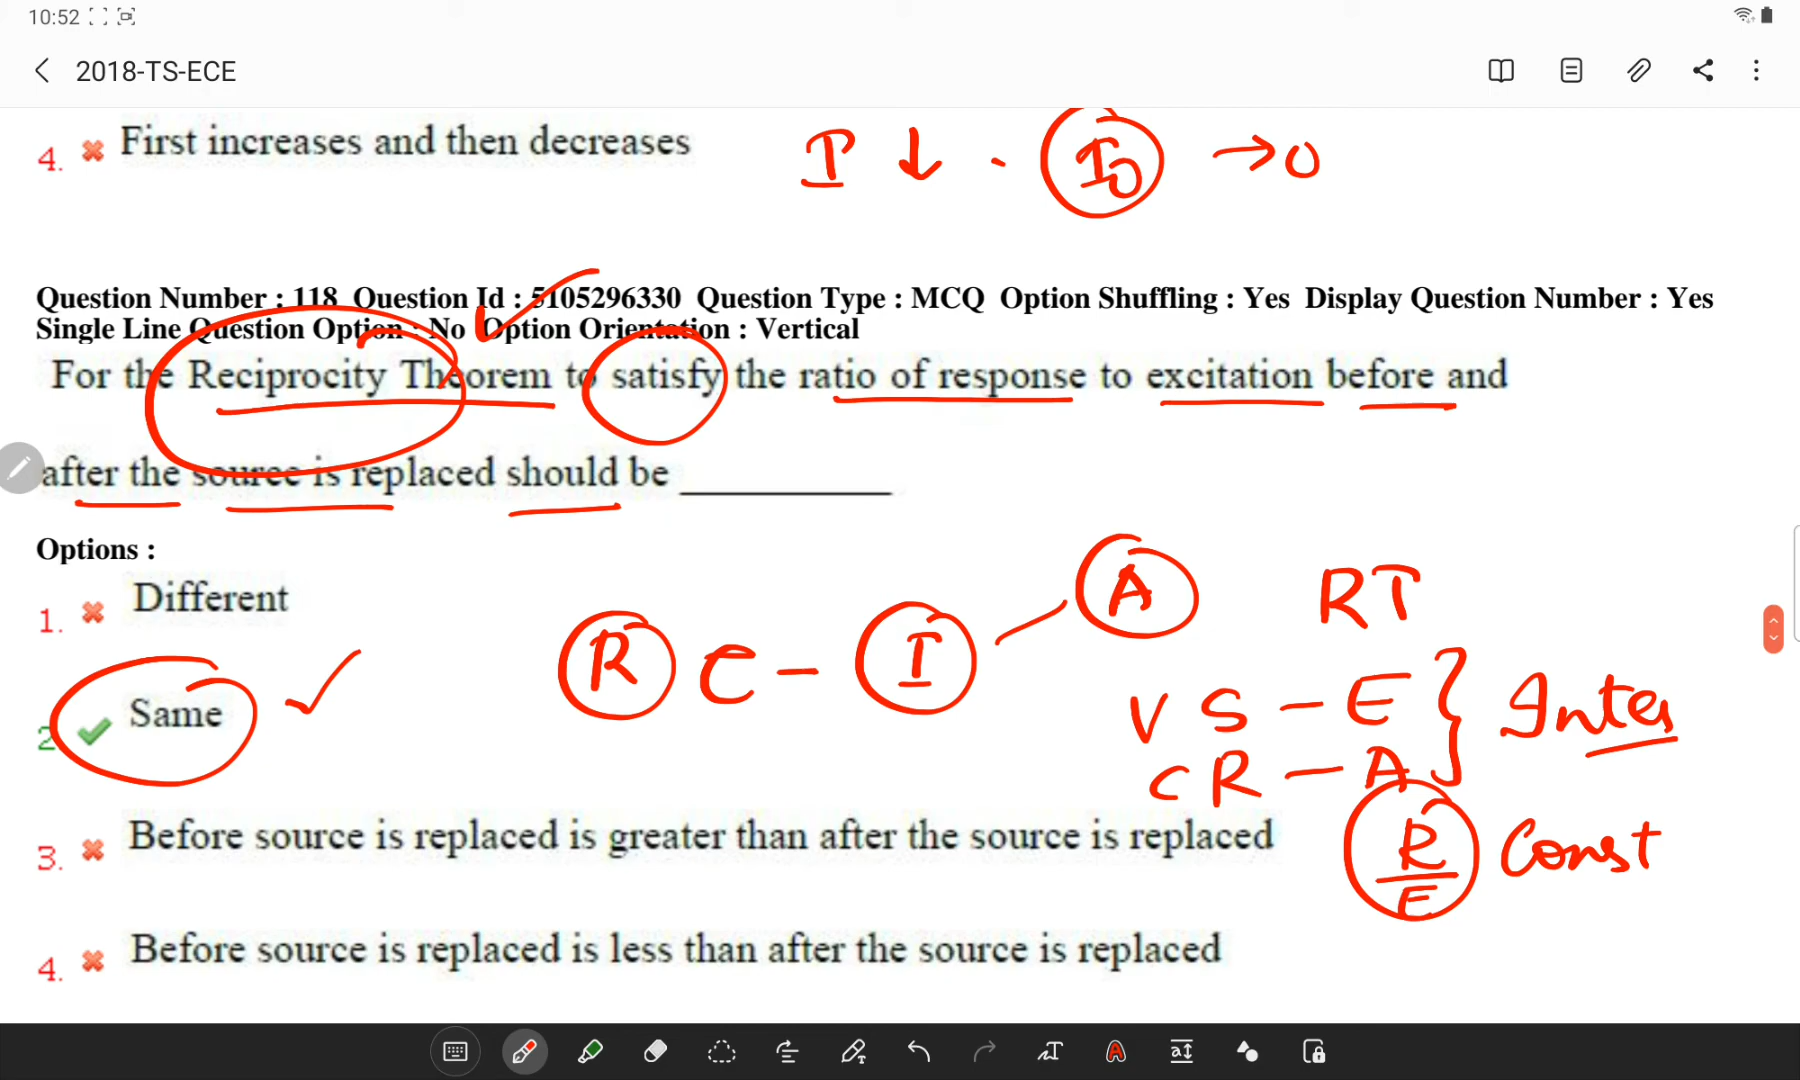 10:52
2018-TS-ECE
4. First increases and then decreases
I ↓ . I0 → 0
Question Number : 118 Question Id : 5105296330 Question Type : MCQ Option Shuffling : Yes Display Question Number : Yes
Single Line Question Option : No Option Orientation : Vertical
For the Reciprocity Theorem to satisfy the ratio of response to excitation before and
after the source is replaced should be __________
Options :
1. Different
2. Same
R C - I A
RT
V S - E } Inter
C R - A
R/E Const
3. Before source is replaced is greater than after the source is replaced
4. Before source is replaced is less than after the source is replaced